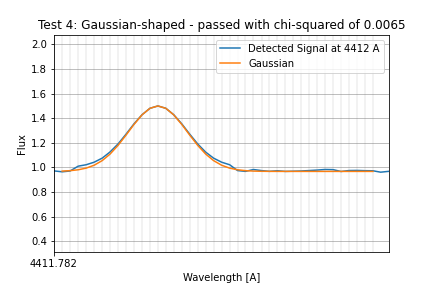 Test 4: Gaussian-shaped - passed with chi-squared of 0.0065
Detected Signal at 4412 A
Gaussian
Flux
2.0
1.8
1.6
1.4
1.2
1.0
0.8
0.6
0.4
4411.782
Wavelength [A]